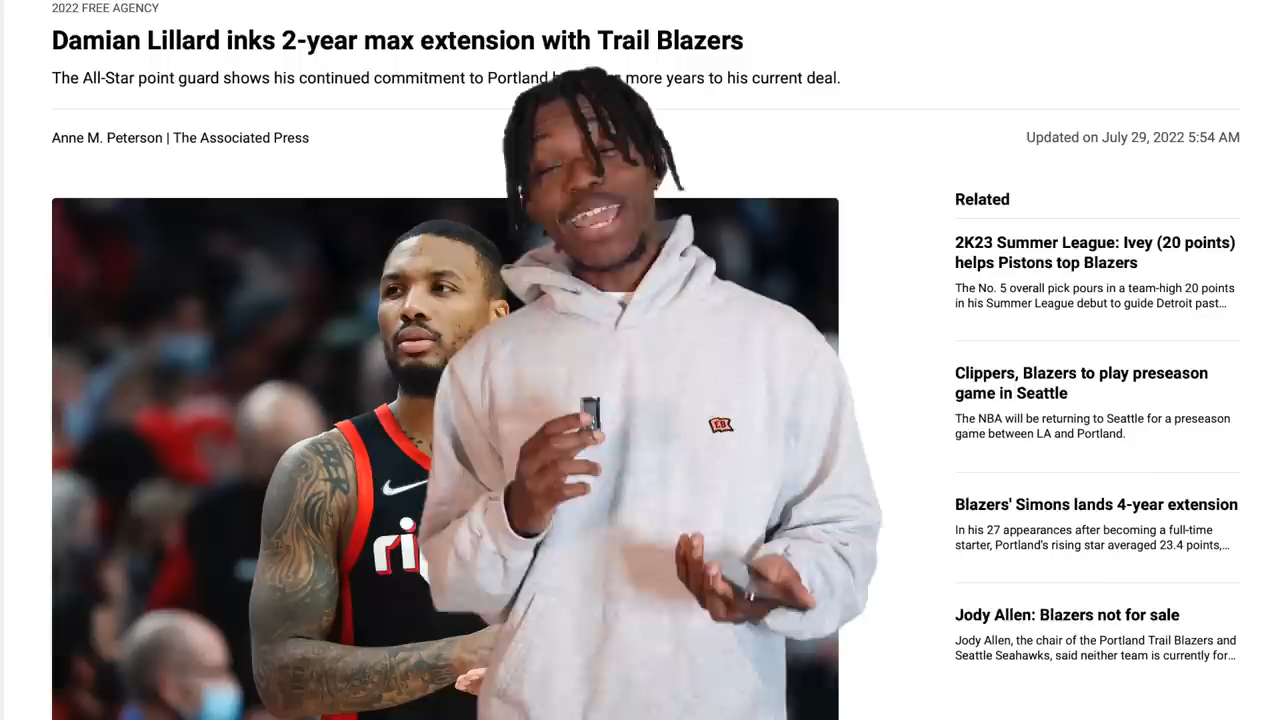 2022 FREE AGENCY
Damian Lillard inks 2-year max extension with Trail Blazers
The All-Star point guard shows his continued commitment to Portland more years to his current deal.
Anne M. Peterson | The Associated Press
Updated on July 29, 2022 5:54 AM
Related
2K23 Summer League: Ivey (20 points)
helps Pistons top Blazers
The No. 5 overall pick pours in a team-high 20 points
in his Summer League debut to guide Detroit past...
Clippers, Blazers to play preseason
game in Seattle
The NBA will be returning to Seattle for a preseason
game between LA and Portland.
Blazers' Simons lands 4-year extension
In his 27 appearances after becoming a full-time
starter, Portland's rising star averaged 23.4 points,...
Jody Allen: Blazers not for sale
Jody Allen, the chair of the Portland Trail Blazers and
Seattle Seahawks, said neither team is currently for...
EB
ri